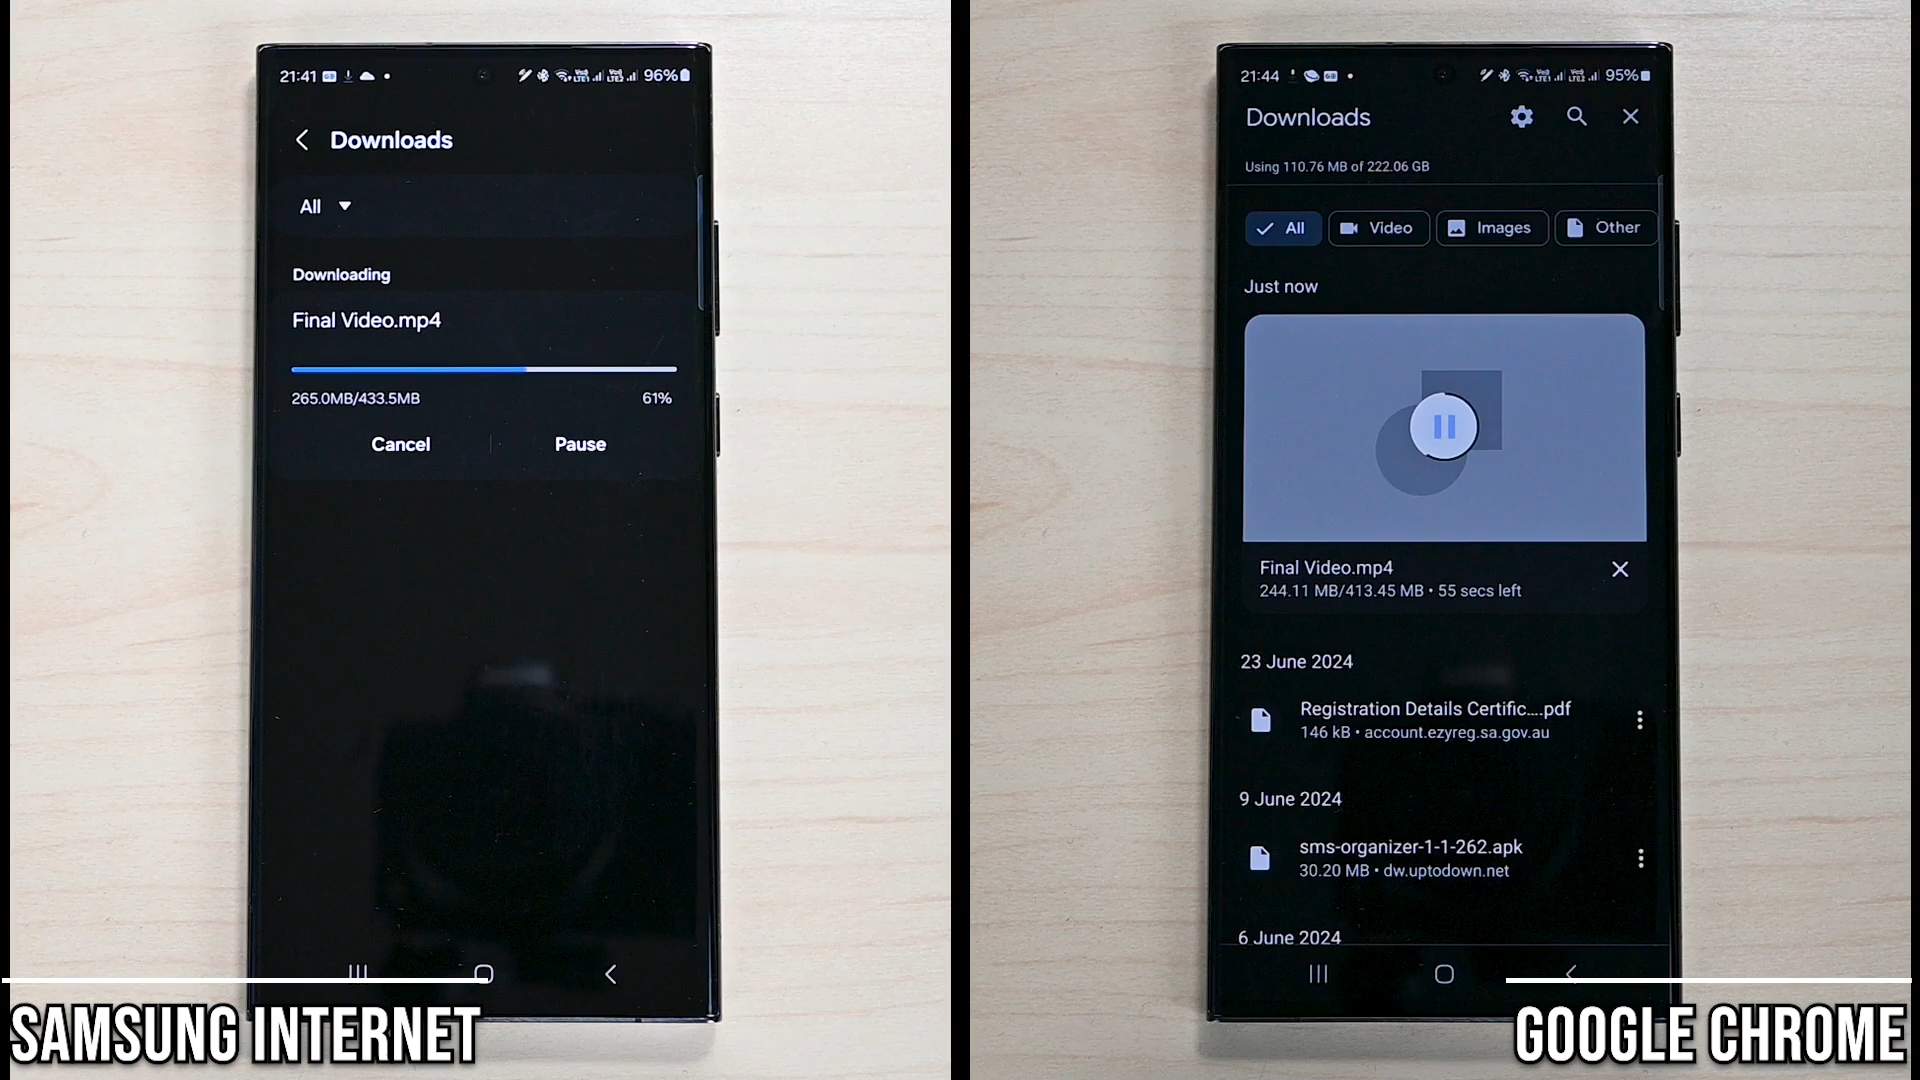 21:41
96%
Downloads
All
Downloading
Final Video.mp4
265.0MB/433.5MB 61%
Cancel Pause
SAMSUNG INTERNET
21:44
95%
Downloads
Using 110.76 MB of 222.06 GB
All Video Images Other
Just now
Final Video.mp4
244.11 MB/413.45 MB • 55 secs left
23 June 2024
Registration Details Certific....pdf
146 kB • account.ezyreg.sa.gov.au
9 June 2024
sms-organizer-1-1-262.apk
30.20 MB • dw.uptodown.net
6 June 2024
GOOGLE CHROME